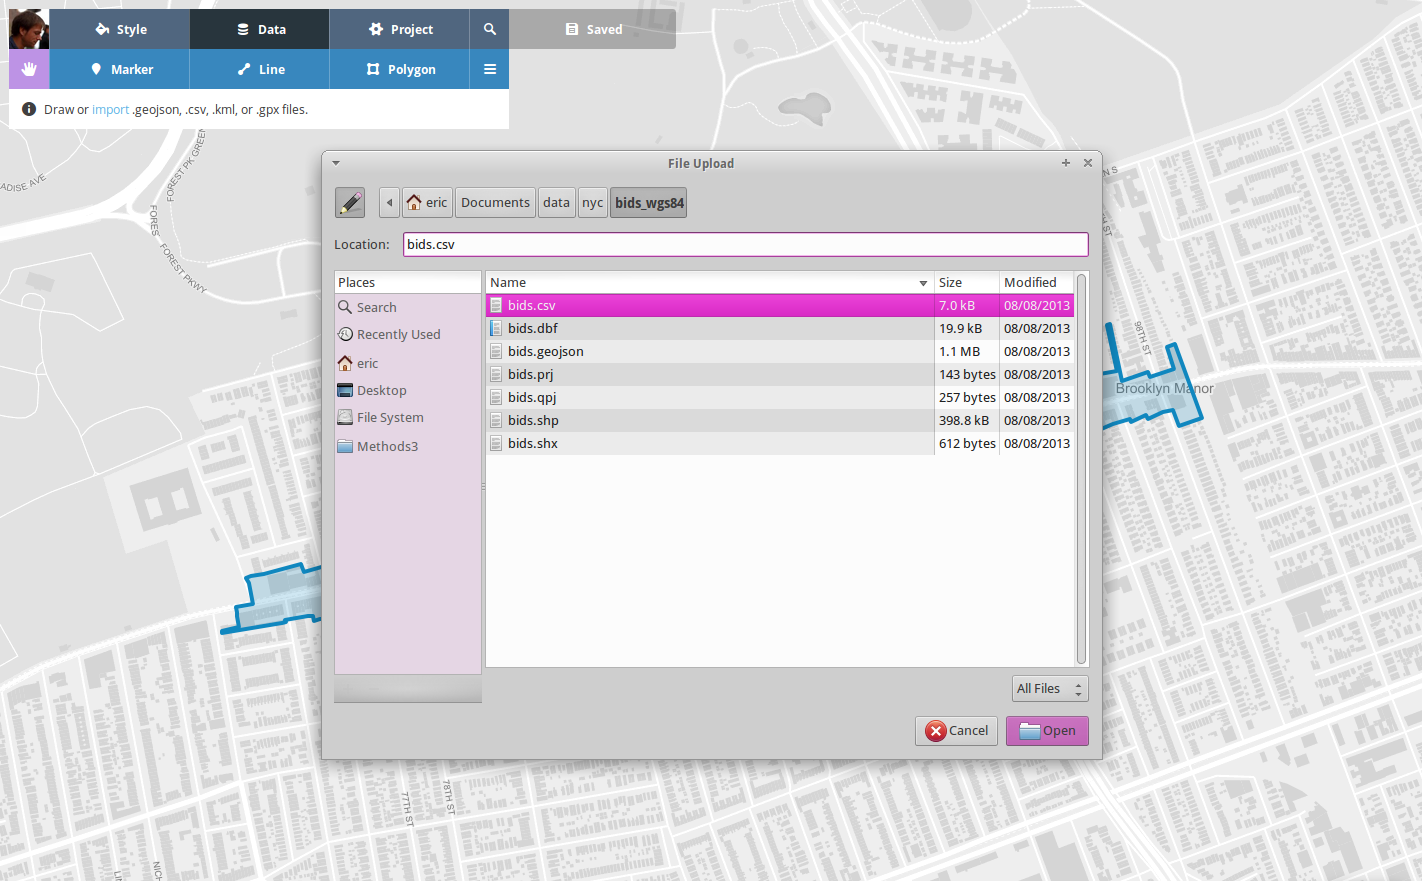 Style
Data
Project
Saved
Marker
Line
Polygon
Draw or import .geojson, .csv, .kml, or .gpx files.
File Upload
eric
Documents
data
nyc
bids_wgs84
Location:
bids.csv
Places
Search
Recently Used
eric
Desktop
File System
Methods3
Name Size Modified
bids.csv 7.0 kB 08/08/2013
bids.dbf 19.9 kB 08/08/2013
bids.geojson 1.1 MB 08/08/2013
bids.prj 143 bytes 08/08/2013
bids.qpj 257 bytes 08/08/2013
bids.shp 398.8 kB 08/08/2013
bids.shx 612 bytes 08/08/2013
All Files
Cancel
Open
ADISE AVE
FOREST PK GREEN
FORES
FOREST PKWY
98TH ST
Brooklyn Manor
77TH ST
78TH ST